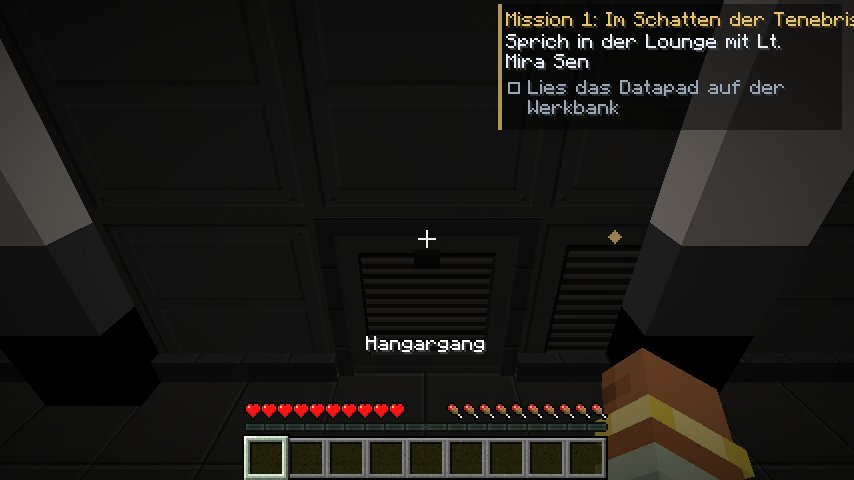 Mission 1: Im Schatten der Tenebris
Sprich in der Lounge mit Lt.
Mira Sen
Lies das Datapad auf der
Werkbank
Hangargang